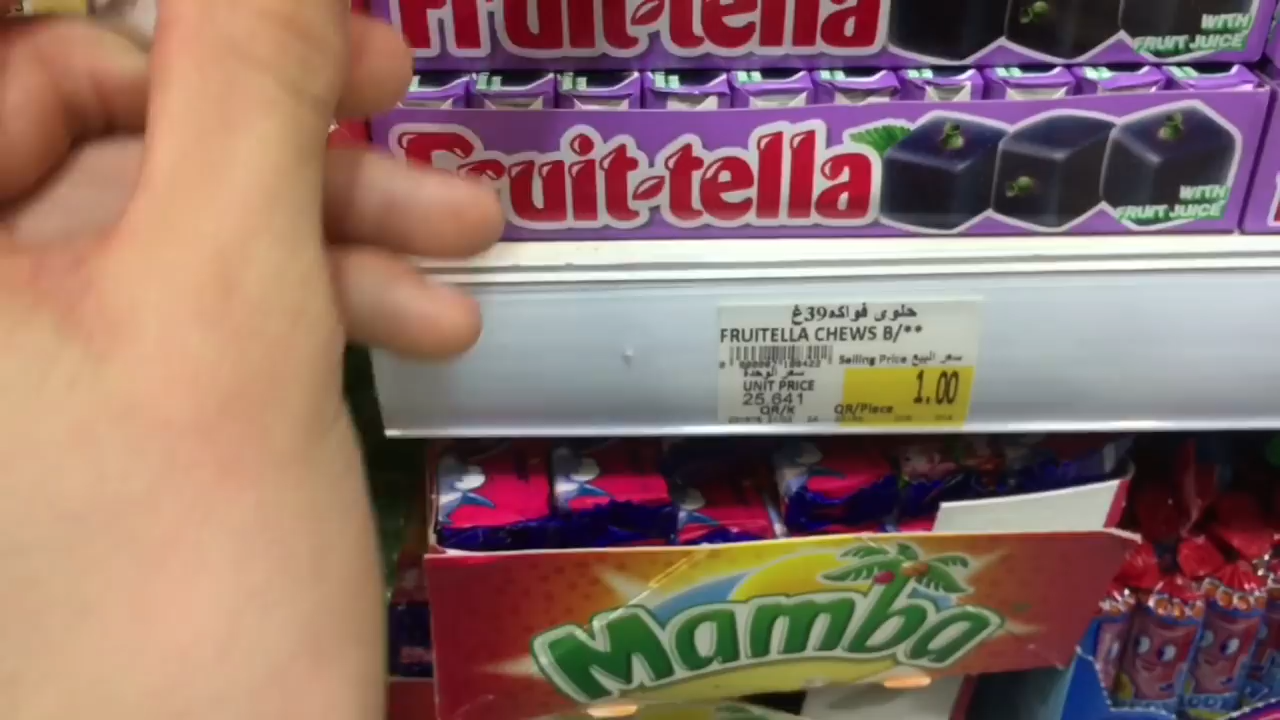 Fruit-tella
WITH
FRUIT JUICE
Fruit-tella
WITH
FRUIT JUICE
حلوى فواكه39غ
FRUITELLA CHEWS B/**
Selling Price سعر البيع
سعر الوحدة
UNIT PRICE
25.641
1.00
QR/K
QR/Piece
Mamba